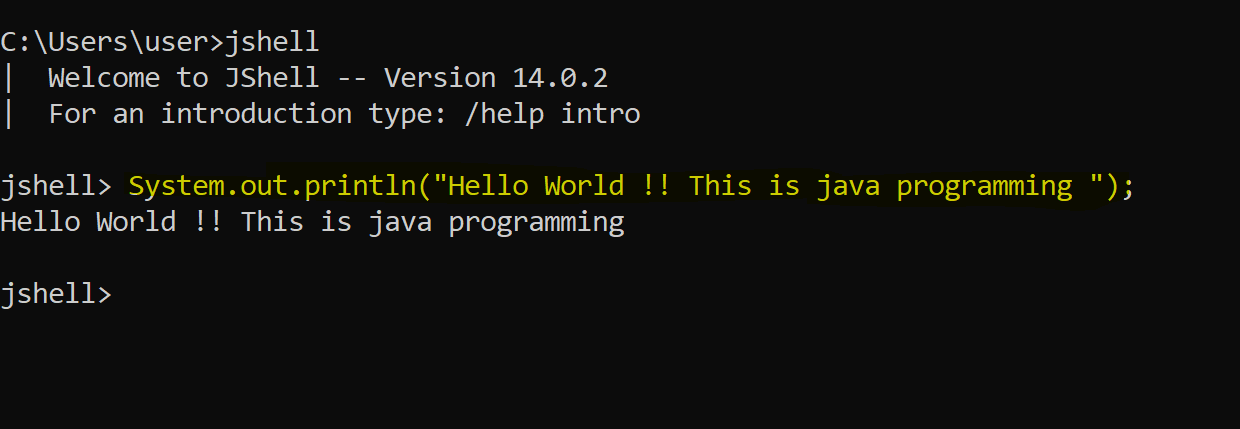 C:\Users\user>jshell
|  Welcome to JShell -- Version 14.0.2
|  For an introduction type: /help intro
jshell> System.out.println("Hello World !! This is java programming ");
Hello World !! This is java programming
jshell>